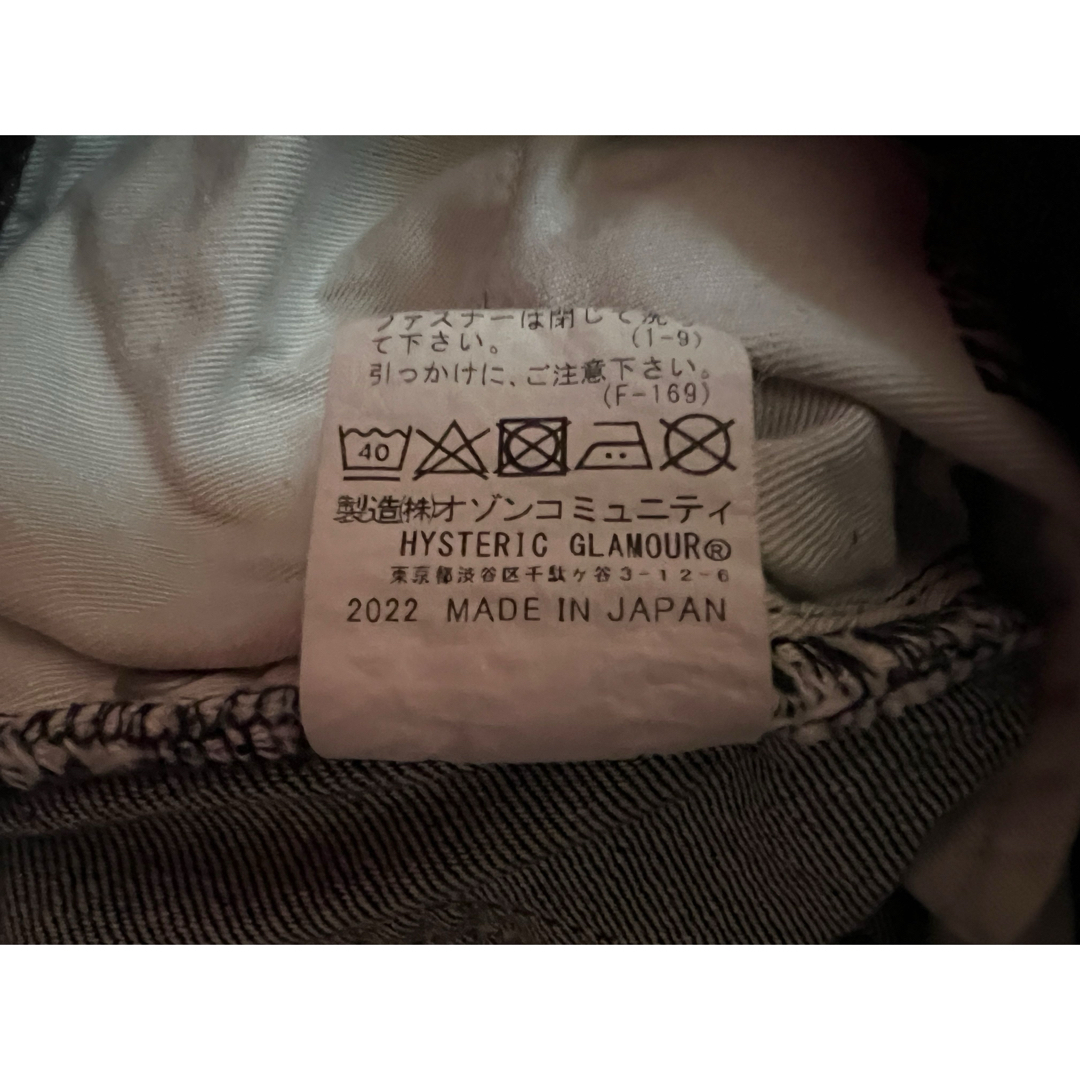 ファスナーは閉じて洗っ
て下さい。 (1-9)
引っかけに、ご注意下さい。
(F-169)
40
製造(株)オゾンコミュニティ
HYSTERIC GLAMOUR®
東京都渋谷区千駄ヶ谷3-12-6
2022 MADE IN JAPAN